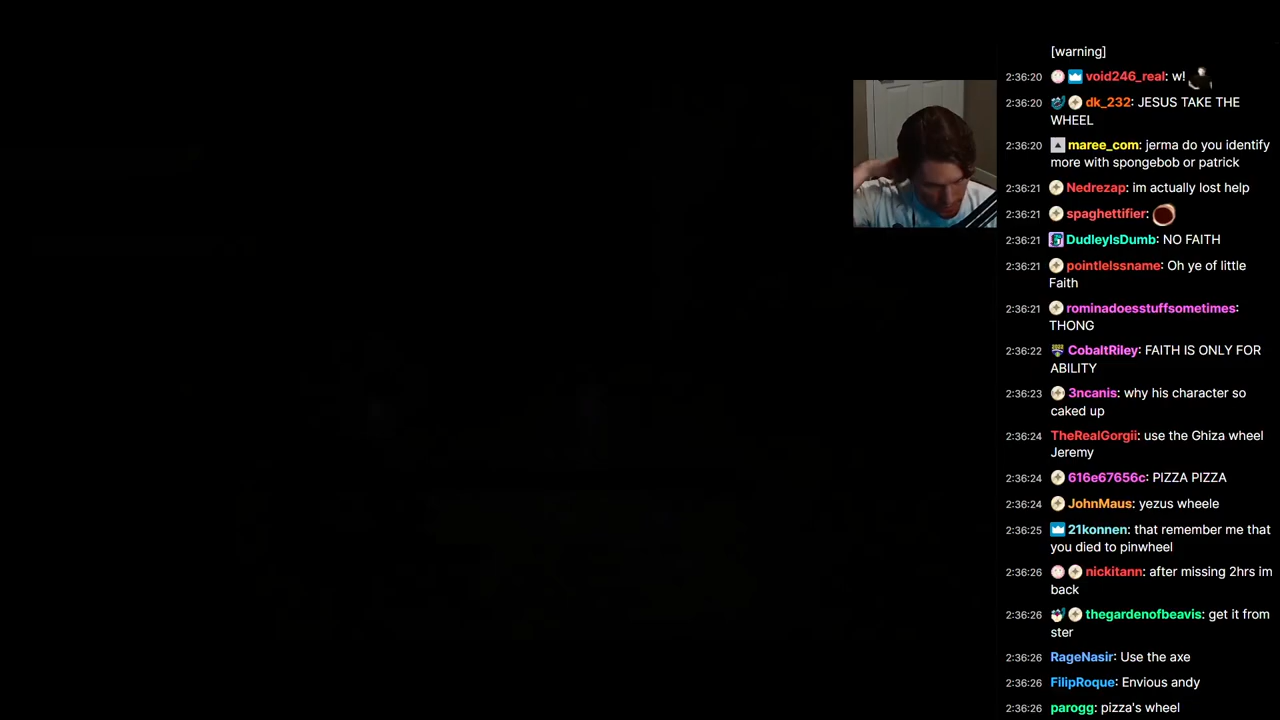 [warning]
2:36:20 void246_real: w!
2:36:20 dk_232: JESUS TAKE THE
WHEEL
2:36:20 maree_com: jerma do you identify
more with spongebob or patrick
2:36:21 Nedrezap: im actually lost help
2:36:21 spaghettifier:
2:36:21 DudleyIsDumb: NO FAITH
2:36:21 pointlelssname: Oh ye of little
Faith
2:36:21 rominadoesstuffsometimes:
THONG
2:36:22 CobaltRiley: FAITH IS ONLY FOR
ABILITY
2:36:23 3ncanis: why his character so
caked up
2:36:24 TheRealGorgii: use the Ghiza wheel
Jeremy
2:36:24 616e67656c: PIZZA PIZZA
2:36:24 JohnMaus: yezus wheele
2:36:25 21konnen: that remember me that
you died to pinwheel
2:36:26 nickitann: after missing 2hrs im
back
2:36:26 thegardenofbeavis: get it from
ster
2:36:26 RageNasir: Use the axe
2:36:26 FilipRoque: Envious andy
2:36:26 parogg: pizza's wheel